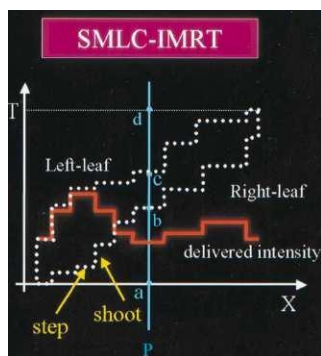 SMLC-IMRT
T
d
Left-leaf
c
Right-leaf
b
delivered intensity
a
X
step
shoot
P